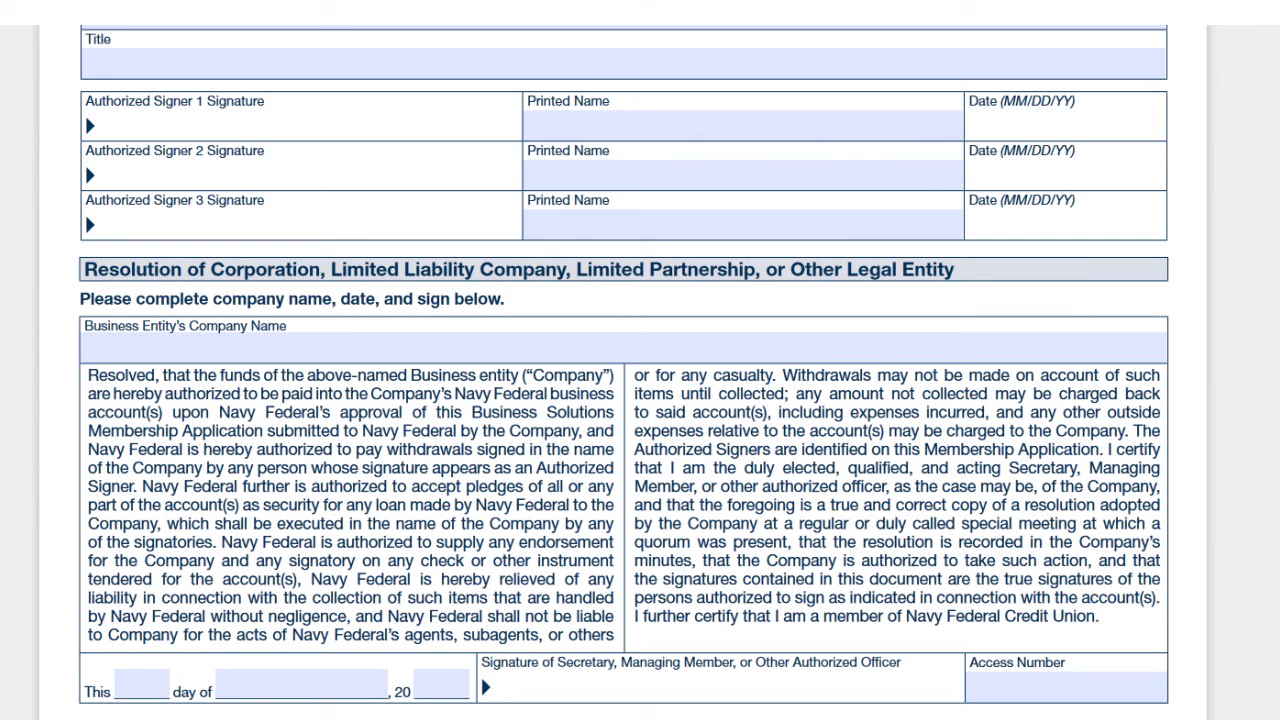 Title
Authorized Signer 1 Signature Printed Name Date (MM/DD/YY)
Authorized Signer 2 Signature Printed Name Date (MM/DD/YY)
Authorized Signer 3 Signature Printed Name Date (MM/DD/YY)
Resolution of Corporation, Limited Liability Company, Limited Partnership, or Other Legal Entity
Please complete company name, date, and sign below.
Business Entity's Company Name
Resolved, that the funds of the above-named Business entity (“Company”)
are hereby authorized to be paid into the Company's Navy Federal business
account(s) upon Navy Federal's approval of this Business Solutions
Membership Application submitted to Navy Federal by the Company, and
Navy Federal is hereby authorized to pay withdrawals signed in the name
of the Company by any person whose signature appears as an Authorized
Signer. Navy Federal further is authorized to accept pledges of all or any
part of the account(s) as security for any loan made by Navy Federal to the
Company, which shall be executed in the name of the Company by any
of the signatories. Navy Federal is authorized to supply any endorsement
for the Company and any signatory on any check or other instrument
tendered for the account(s), Navy Federal is hereby relieved of any
liability in connection with the collection of such items that are handled
by Navy Federal without negligence, and Navy Federal shall not be liable
to Company for the acts of Navy Federal's agents, subagents, or others
or for any casualty. Withdrawals may not be made on account of such
items until collected; any amount not collected may be charged back
to said account(s), including expenses incurred, and any other outside
expenses relative to the account(s) may be charged to the Company. The
Authorized Signers are identified on this Membership Application. I certify
that I am the duly elected, qualified, and acting Secretary, Managing
Member, or other authorized officer, as the case may be, of the Company,
and that the foregoing is a true and correct copy of a resolution adopted
by the Company at a regular or duly called special meeting at which a
quorum was present, that the resolution is recorded in the Company's
minutes, that the Company is authorized to take such action, and that
the signatures contained in this document are the true signatures of the
persons authorized to sign as indicated in connection with the account(s).
I further certify that I am a member of Navy Federal Credit Union.
Signature of Secretary, Managing Member, or Other Authorized Officer Access Number
This day of , 20